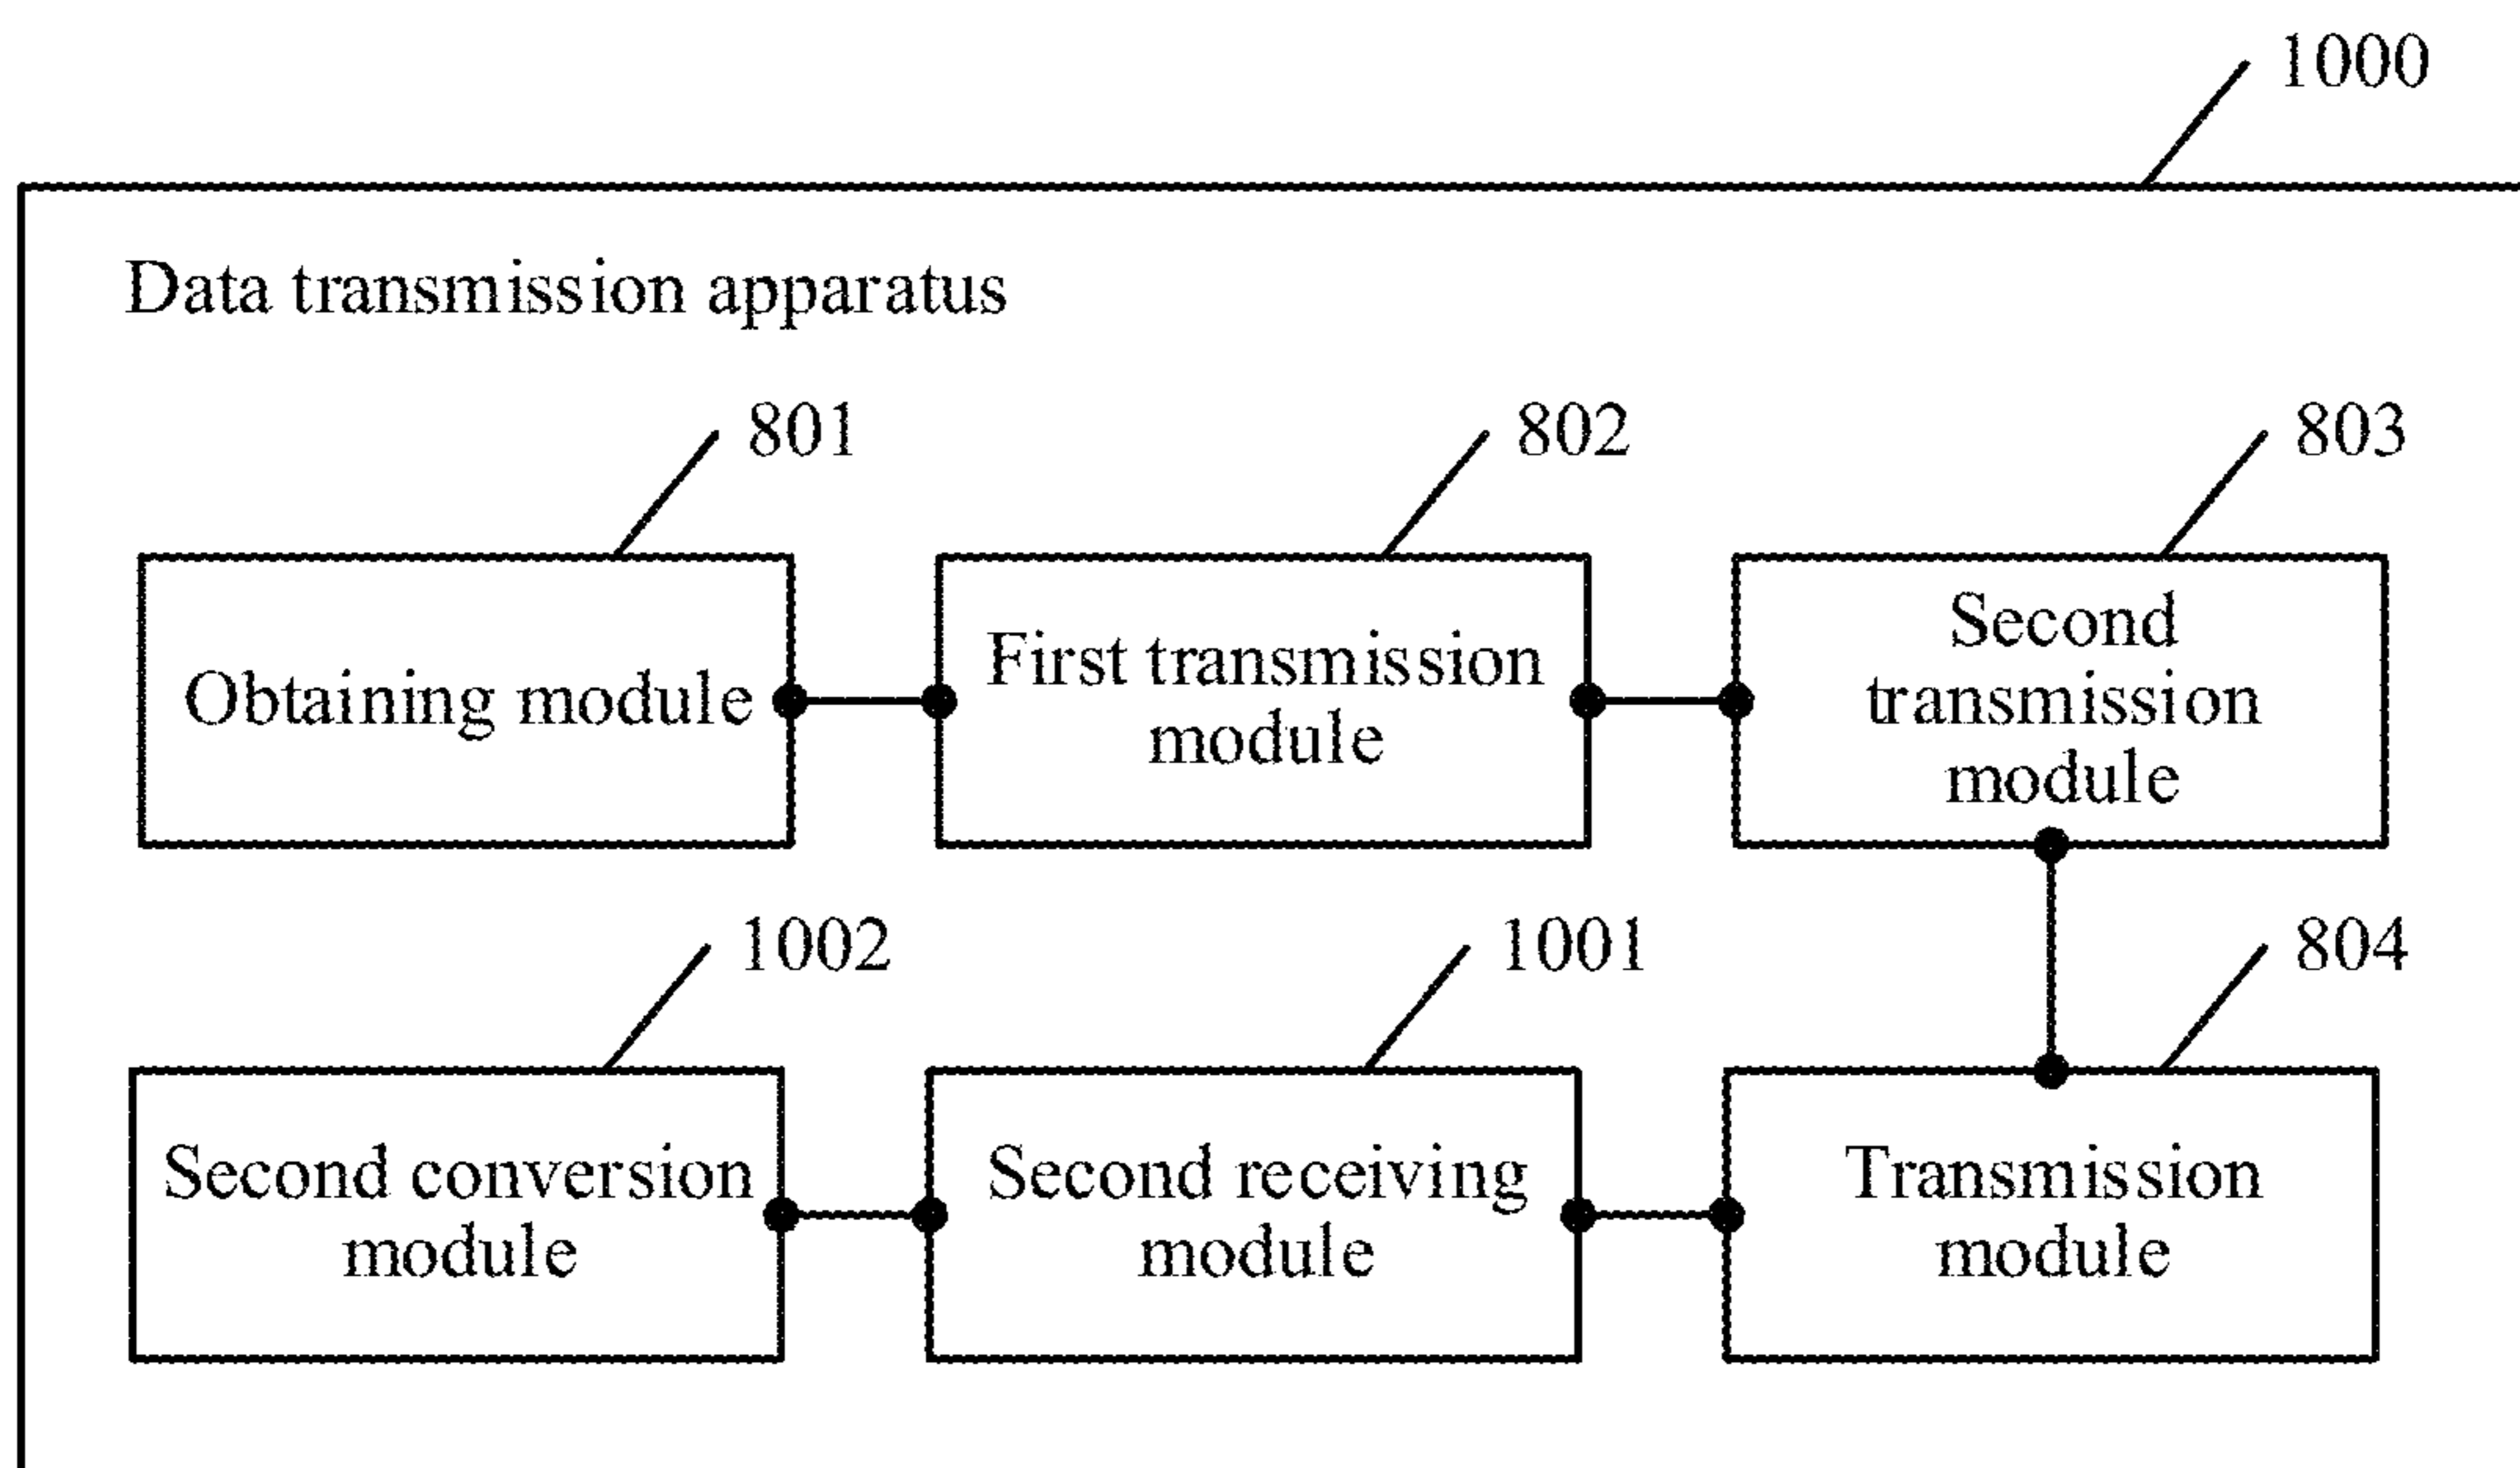 1000
Data transmission apparatus
801
802
803
Obtaining module
First transmission
module
Second
transmission
module
1002
1001
804
Second conversion
module
Second receiving
module
Transmission
module